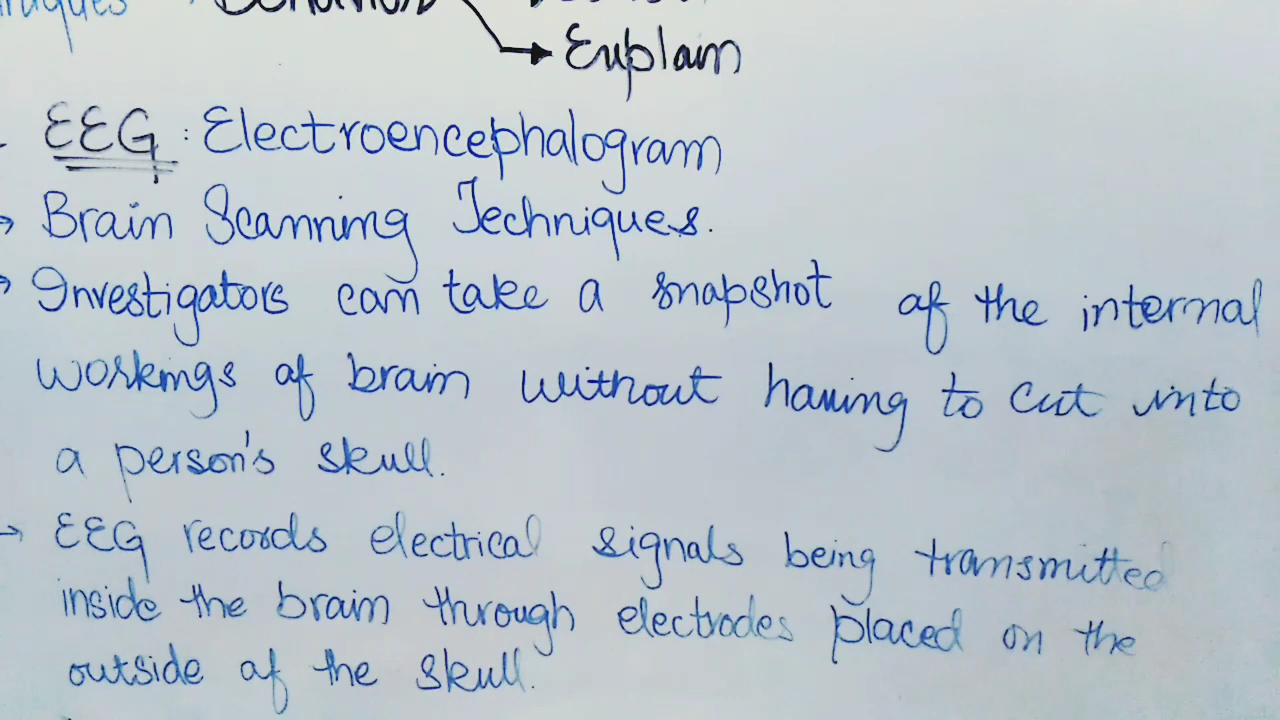 Explain
EEG : Electroencephalogram
→ Brain Scanning Techniques.
→ Investigators can take a snapshot of the internal
workings of brain without having to cut into
a person's skull.
→ EEG records electrical signals being transmitted
inside the brain through electrodes placed on the
outside of the skull.